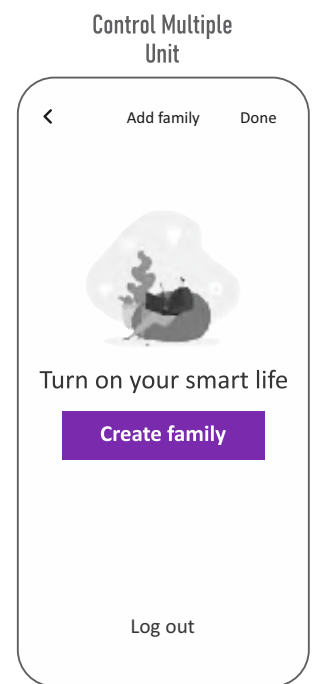 Control Multiple
Unit
Add family Done
Turn on your smart life
Create family
Log out